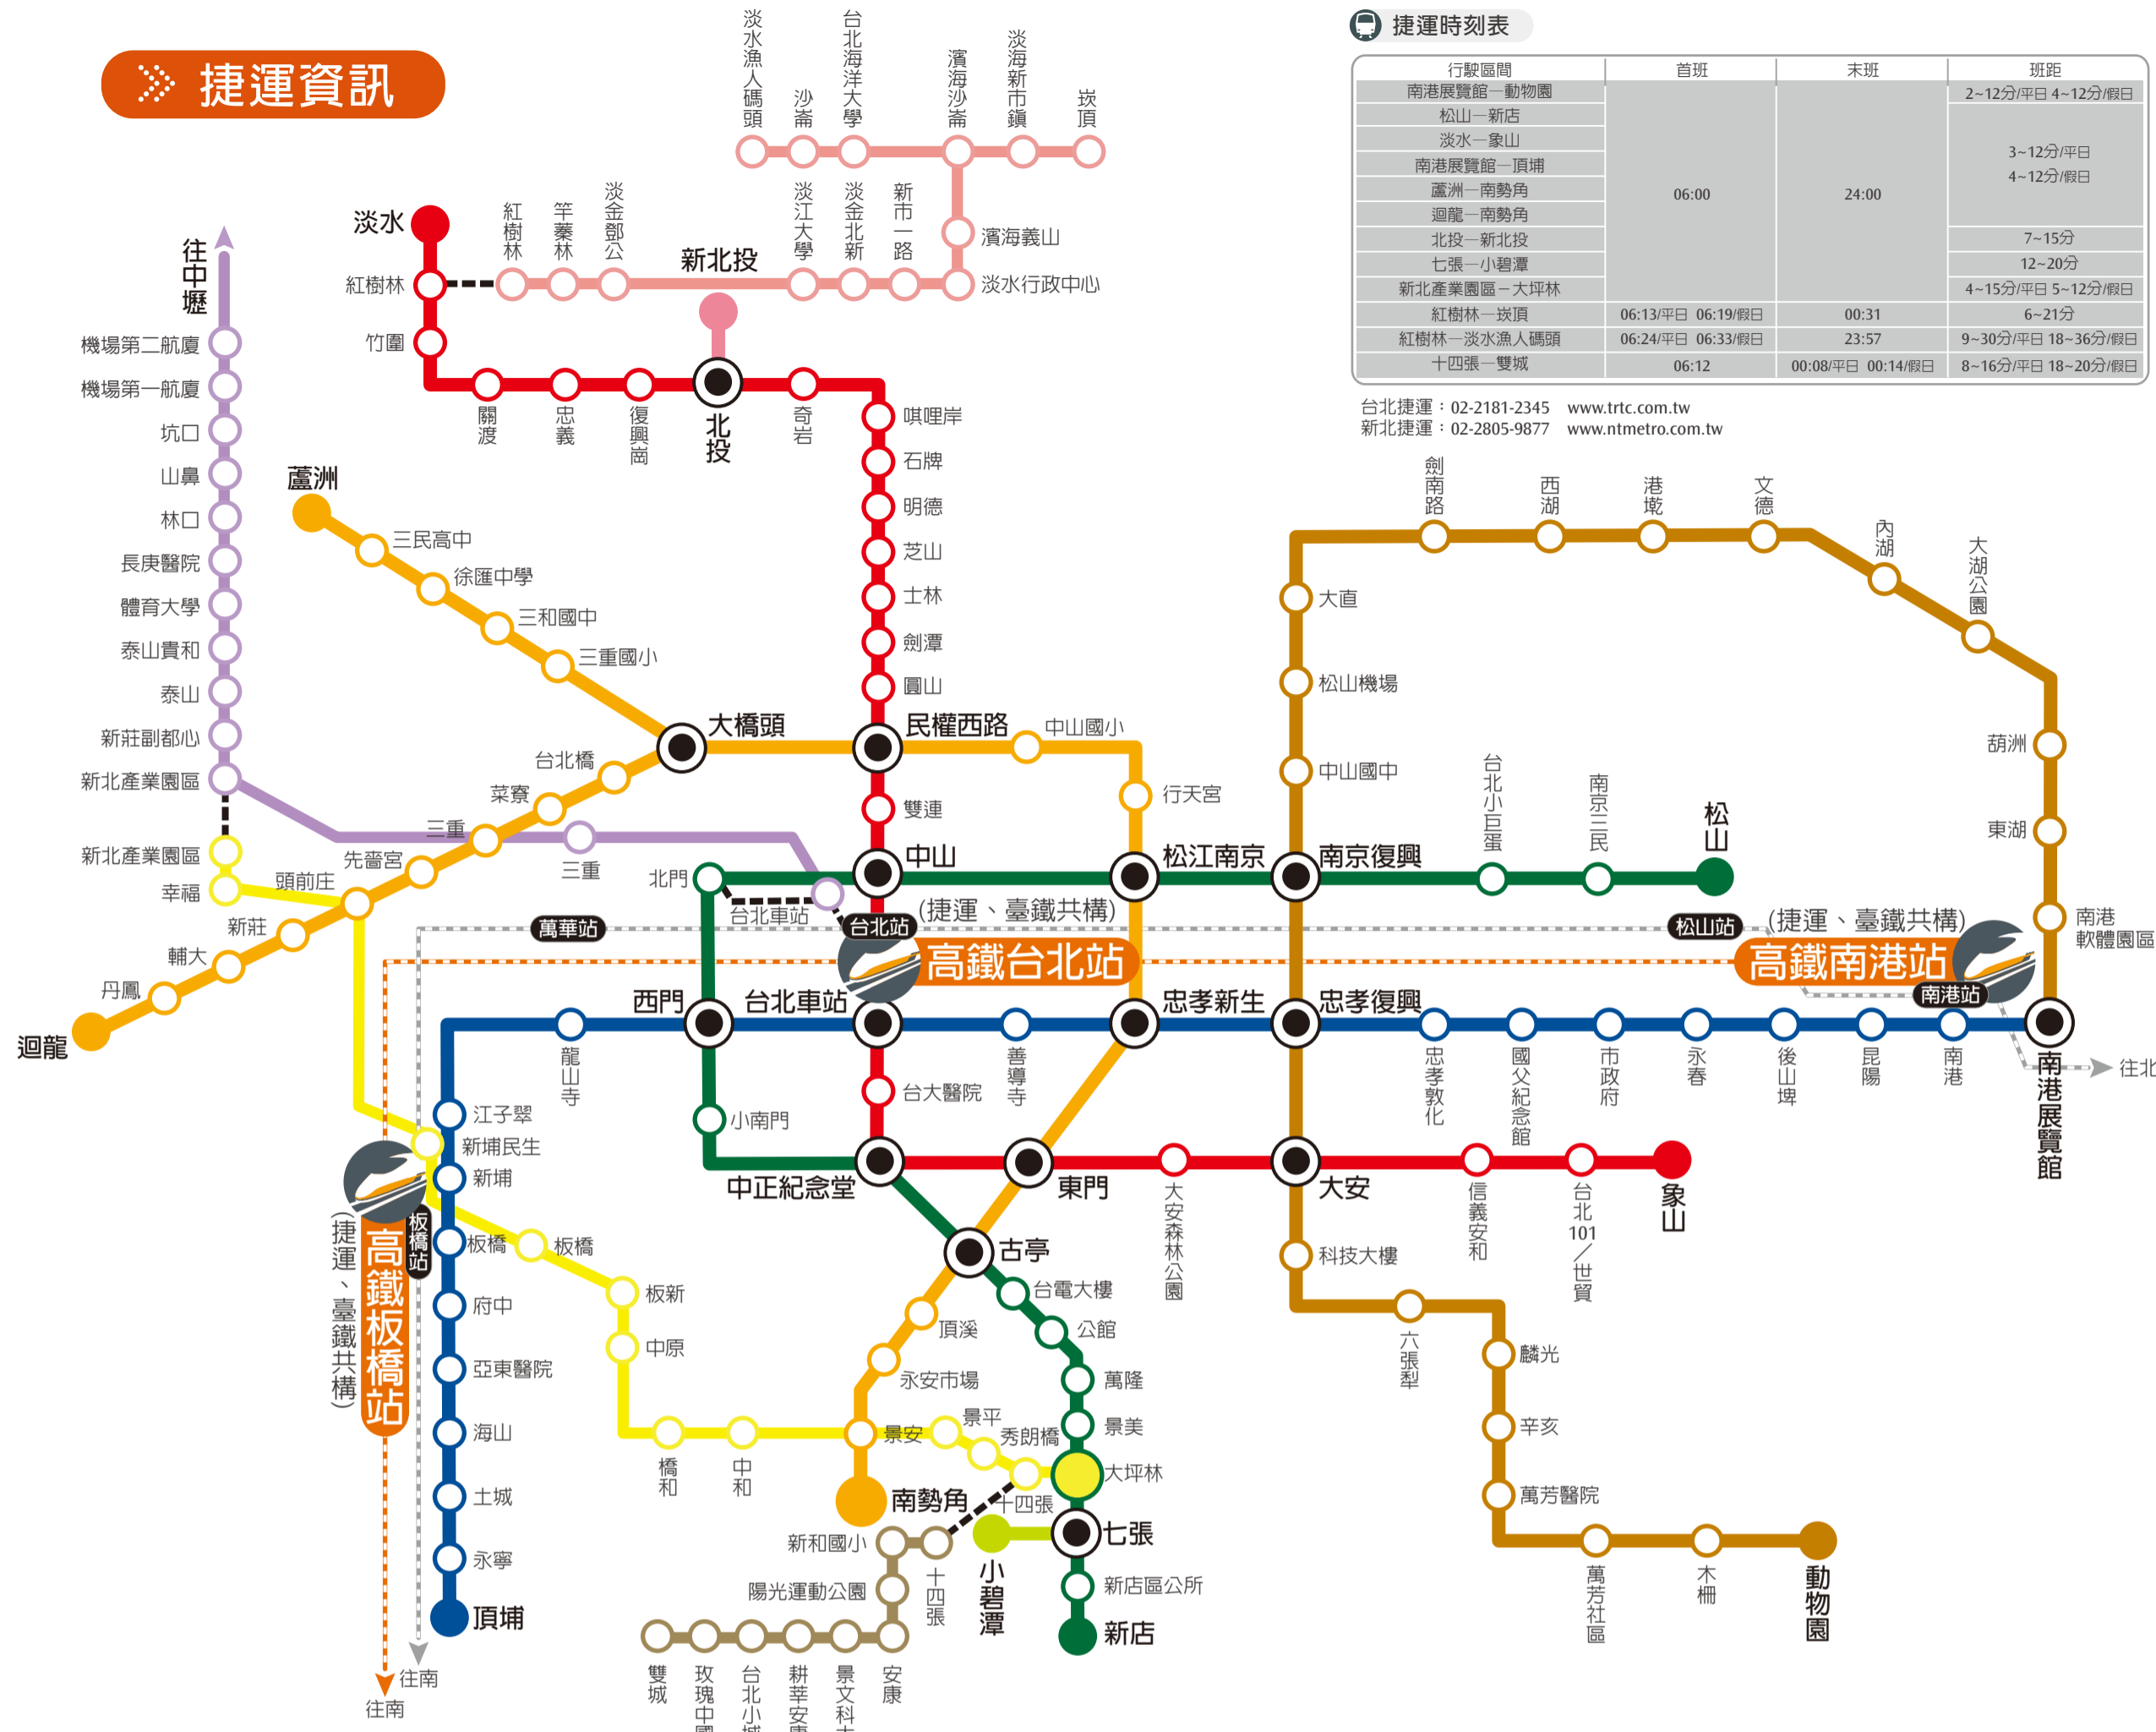 捷運資訊
捷運時刻表
行駛區間 首班 末班 班距
南港展覽館—動物園 2~12分/平日 4~12分/假日
松山—新店
淡水—象山
南港展覽館—頂埔
蘆洲—南勢角
迴龍—南勢角
06:00 24:00
3~12分/平日
4~12分/假日
北投—新北投 7~15分
七張—小碧潭 12~20分
新北產業園區－大坪林 4~15分/平日 5~12分/假日
紅樹林—崁頂 06:13/平日 06:19/假日 00:31 6~21分
紅樹林—淡水漁人碼頭 06:24/平日 06:33/假日 23:57 9~30分/平日 18~36分/假日
十四張—雙城 06:12 00:08/平日 00:14/假日 8~16分/平日 18~20分/假日
台北捷運：02-2181-2345 www.trtc.com.tw
新北捷運：02-2805-9877 www.ntmetro.com.tw
淡水漁人碼頭
沙崙
台北海洋大學
濱海沙崙
淡海新市鎮
崁頂
濱海義山
淡水行政中心
新市一路
淡金北新
淡江大學
淡金鄧公
竿蓁林
紅樹林
淡水
紅樹林
竹圍
關渡
忠義
復興崗
北投
新北投
奇岩
唭哩岸
石牌
明德
芝山
士林
劍潭
圓山
民權西路
雙連
中山
台北車站
台大醫院
中正紀念堂
東門
大安森林公園
大安
信義安和
台北101／世貿
象山
往中壢
機場第二航廈
機場第一航廈
坑口
山鼻
林口
長庚醫院
體育大學
泰山貴和
泰山
新莊副都心
新北產業園區
三重
台北車站
蘆洲
三民高中
徐匯中學
三和國中
三重國小
大橋頭
台北橋
菜寮
三重
先嗇宮
頭前庄
新莊
輔大
丹鳳
迴龍
中山國小
行天宮
松江南京
忠孝新生
古亭
頂溪
永安市場
景安
南勢角
新北產業園區
幸福
新埔民生
板橋
板新
中原
橋和
中和
景平
秀朗橋
十四張
大坪林
松山
南京三民
台北小巨蛋
南京復興
北門
西門
小南門
台電大樓
公館
萬隆
景美
七張
小碧潭
新店區公所
新店
劍南路
西湖
港墘
文德
內湖
大湖公園
葫洲
東湖
南港
軟體園區
南港展覽館
大直
松山機場
中山國中
忠孝復興
科技大樓
六張犁
麟光
辛亥
萬芳醫院
萬芳社區
木柵
動物園
龍山寺
善導寺
忠孝敦化
國父紀念館
市政府
永春
後山埤
昆陽
南港
江子翠
新埔
板橋
府中
亞東醫院
海山
土城
永寧
頂埔
萬華站
台北站
(捷運、臺鐵共構)
高鐵台北站
松山站
(捷運、臺鐵共構)
高鐵南港站
南港站
往北
板橋站
高鐵板橋站
(捷運、臺鐵共構)
往南
往南
十四張
新和國小
陽光運動公園
安康
雙城